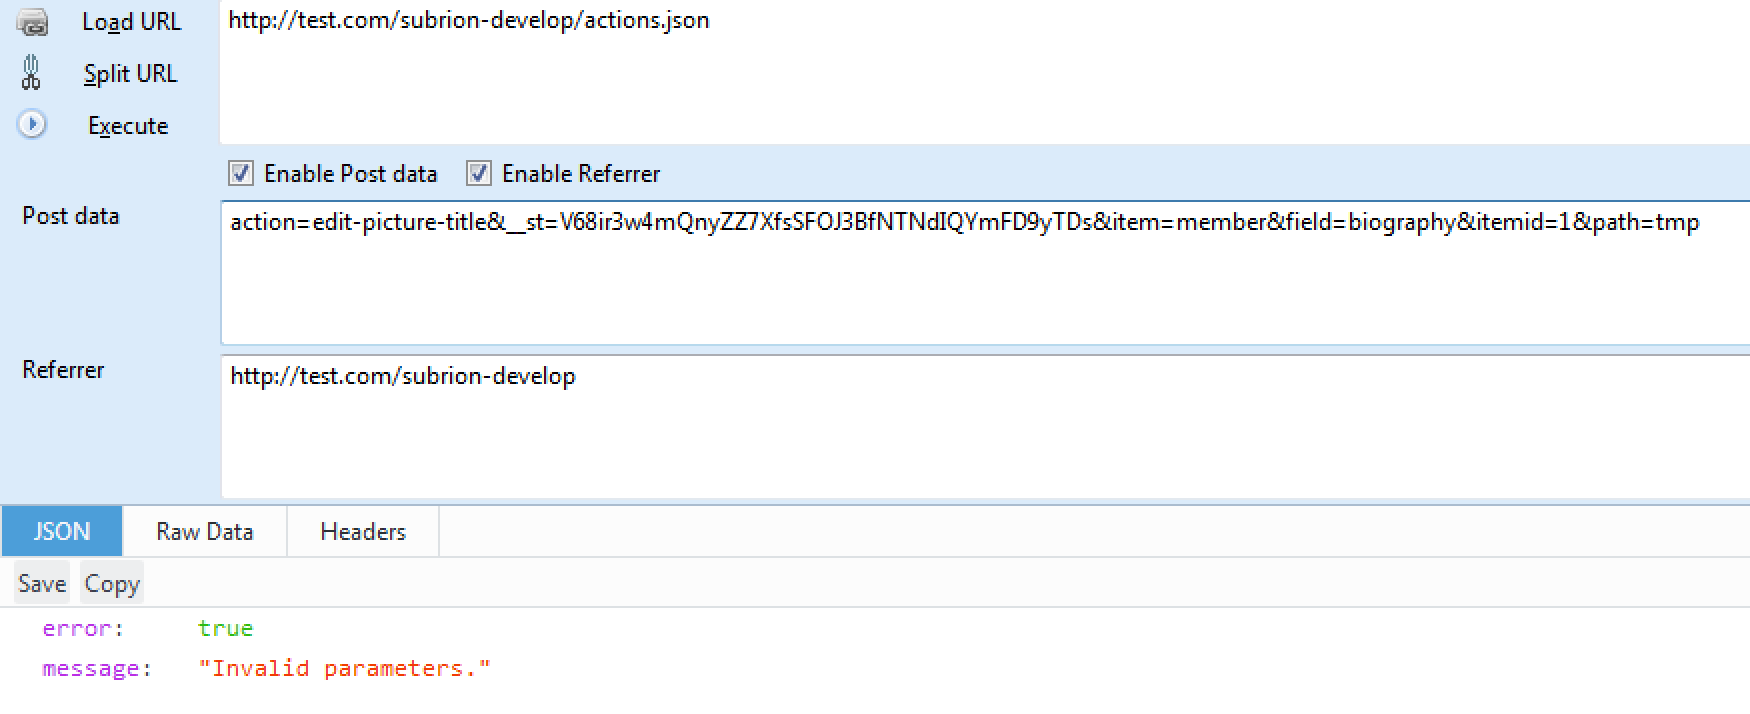 Load URL
http://test.com/subrion-develop/actions.json
Split URL
Execute
Enable Post data
Enable Referrer
Post data
action=edit-picture-title&__st=V68ir3w4mQnyZZ7XfsSFOJ3BfNTNdIQYmFD9yTDs&item=member&field=biography&itemid=1&path=tmp
Referrer
http://test.com/subrion-develop
JSON
Raw Data
Headers
Save
Copy
error: true
message: "Invalid parameters."